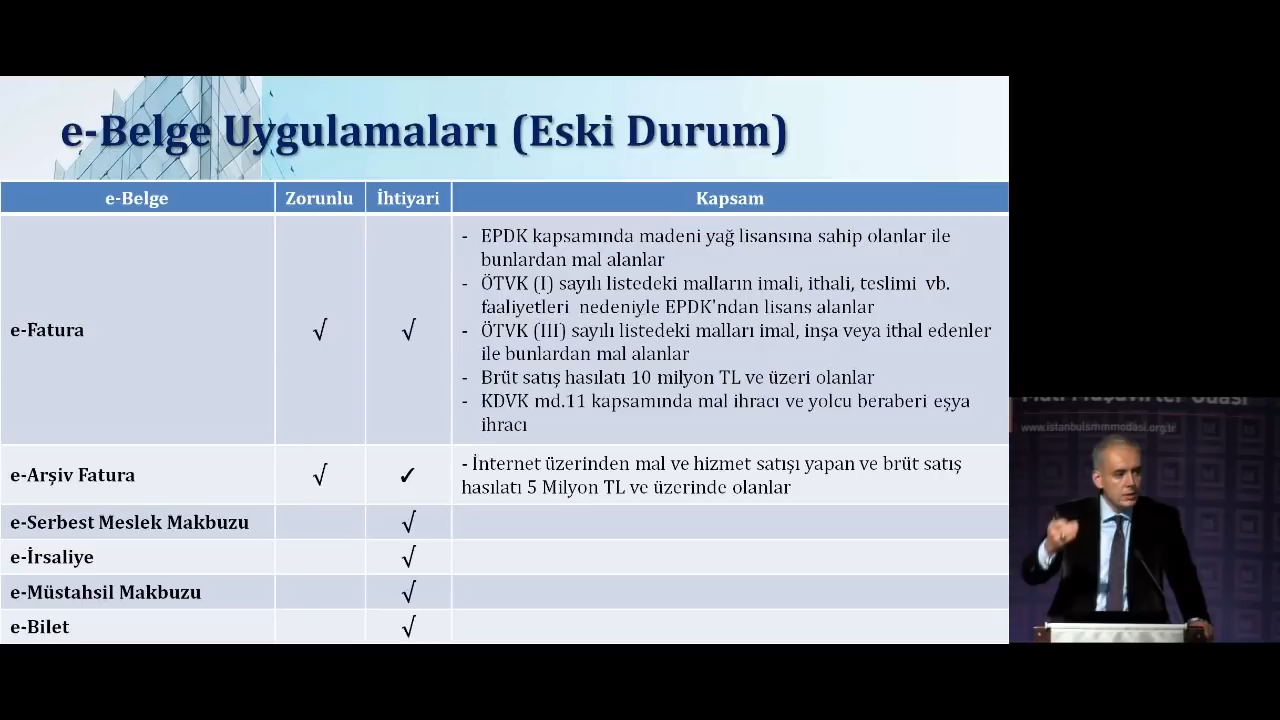 e-Belge Uygulamaları (Eski Durum)
e-Belge Zorunlu İhtiyari Kapsam
- EPDK kapsamında madeni yağ lisansına sahip olanlar ile
bunlardan mal alanlar
- ÖTVK (I) sayılı listedeki malların imali, ithali, teslimi vb.
faaliyetleri nedeniyle EPDK'ndan lisans alanlar
e-Fatura √ √
- ÖTVK (III) sayılı listedeki malları imal, inşa veya ithal edenler
ile bunlardan mal alanlar
- Brüt satış hasılatı 10 milyon TL ve üzeri olanlar
- KDVK md.11 kapsamında mal ihracı ve yolcu beraberi eşya
ihracı
e-Arşiv Fatura √ ✓
- İnternet üzerinden mal ve hizmet satışı yapan ve brüt satış
hasılatı 5 Milyon TL ve üzerinde olanlar
e-Serbest Meslek Makbuzu √
e-İrsaliye √
e-Müstahsil Makbuzu √
e-Bilet √
Mali Müşavirler Odası
www.istanbulsmmmodasi.org.tr